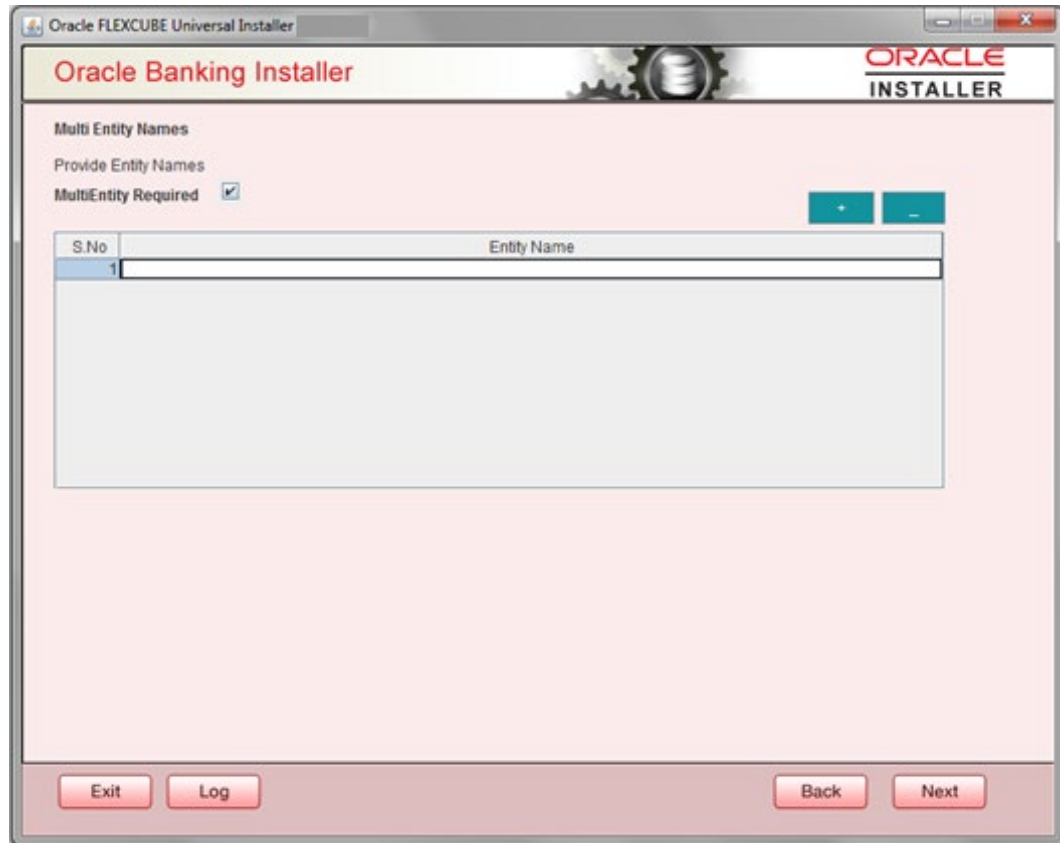 Oracle FLEXCUBE Universal Installer
Oracle Banking Installer
ORACLE
INSTALLER
Multi Entity Names
Provide Entity Names
MultiEntity Required
+ _
S.No Entity Name
1
Exit Log Back Next